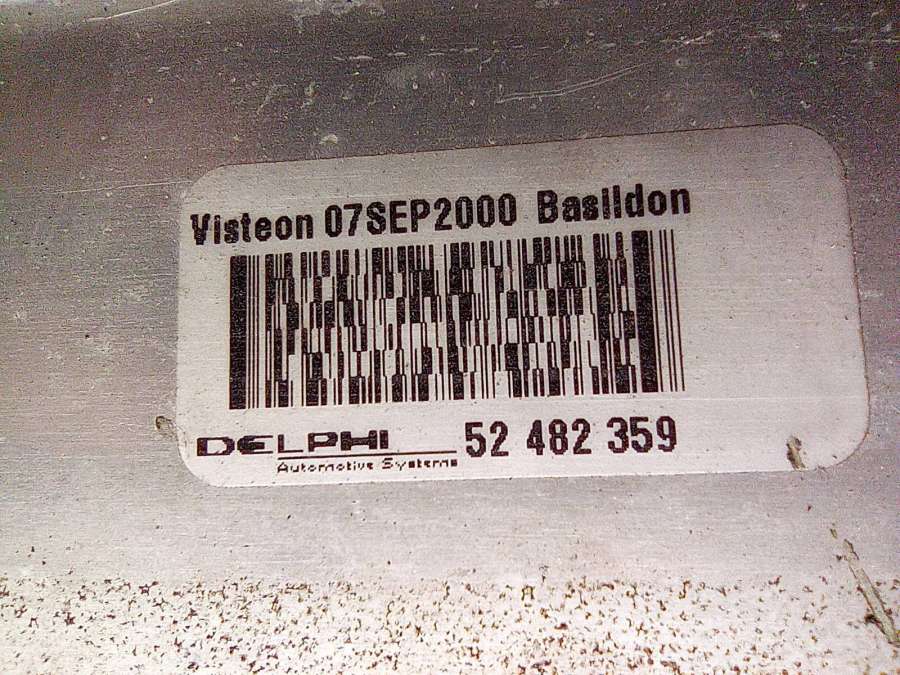 Visteon 07SEP2000 Basildon
DELPHI 52 482 359
Automotive Systems